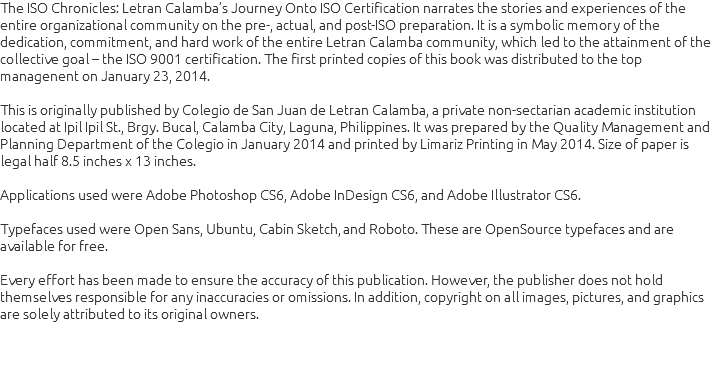 The ISO Chronicles: Letran Calamba's Journey Onto ISO Certification narrates the stories and experiences of the
entire organizational community on the pre-, actual, and post-ISO preparation. It is a symbolic memory of the
dedication, commitment, and hard work of the entire Letran Calamba community, which led to the attainment of the
collective goal – the ISO 9001 certification. The first printed copies of this book was distributed to the top
manegenent on January 23, 2014.
This is originally published by Colegio de San Juan de Letran Calamba, a private non-sectarian academic institution
located at Ipil Ipil St., Brgy. Bucal, Calamba City, Laguna, Philippines. It was prepared by the Quality Management and
Planning Department of the Colegio in January 2014 and printed by Limariz Printing in May 2014. Size of paper is
legal half 8.5 inches x 13 inches.
Applications used were Adobe Photoshop CS6, Adobe InDesign CS6, and Adobe Illustrator CS6.
Typefaces used were Open Sans, Ubuntu, Cabin Sketch, and Roboto. These are OpenSource typefaces and are
available for free.
Every effort has been made to ensure the accuracy of this publication. However, the publisher does not hold
themselves responsible for any inaccuracies or omissions. In addition, copyright on all images, pictures, and graphics
are solely attributed to its original owners.